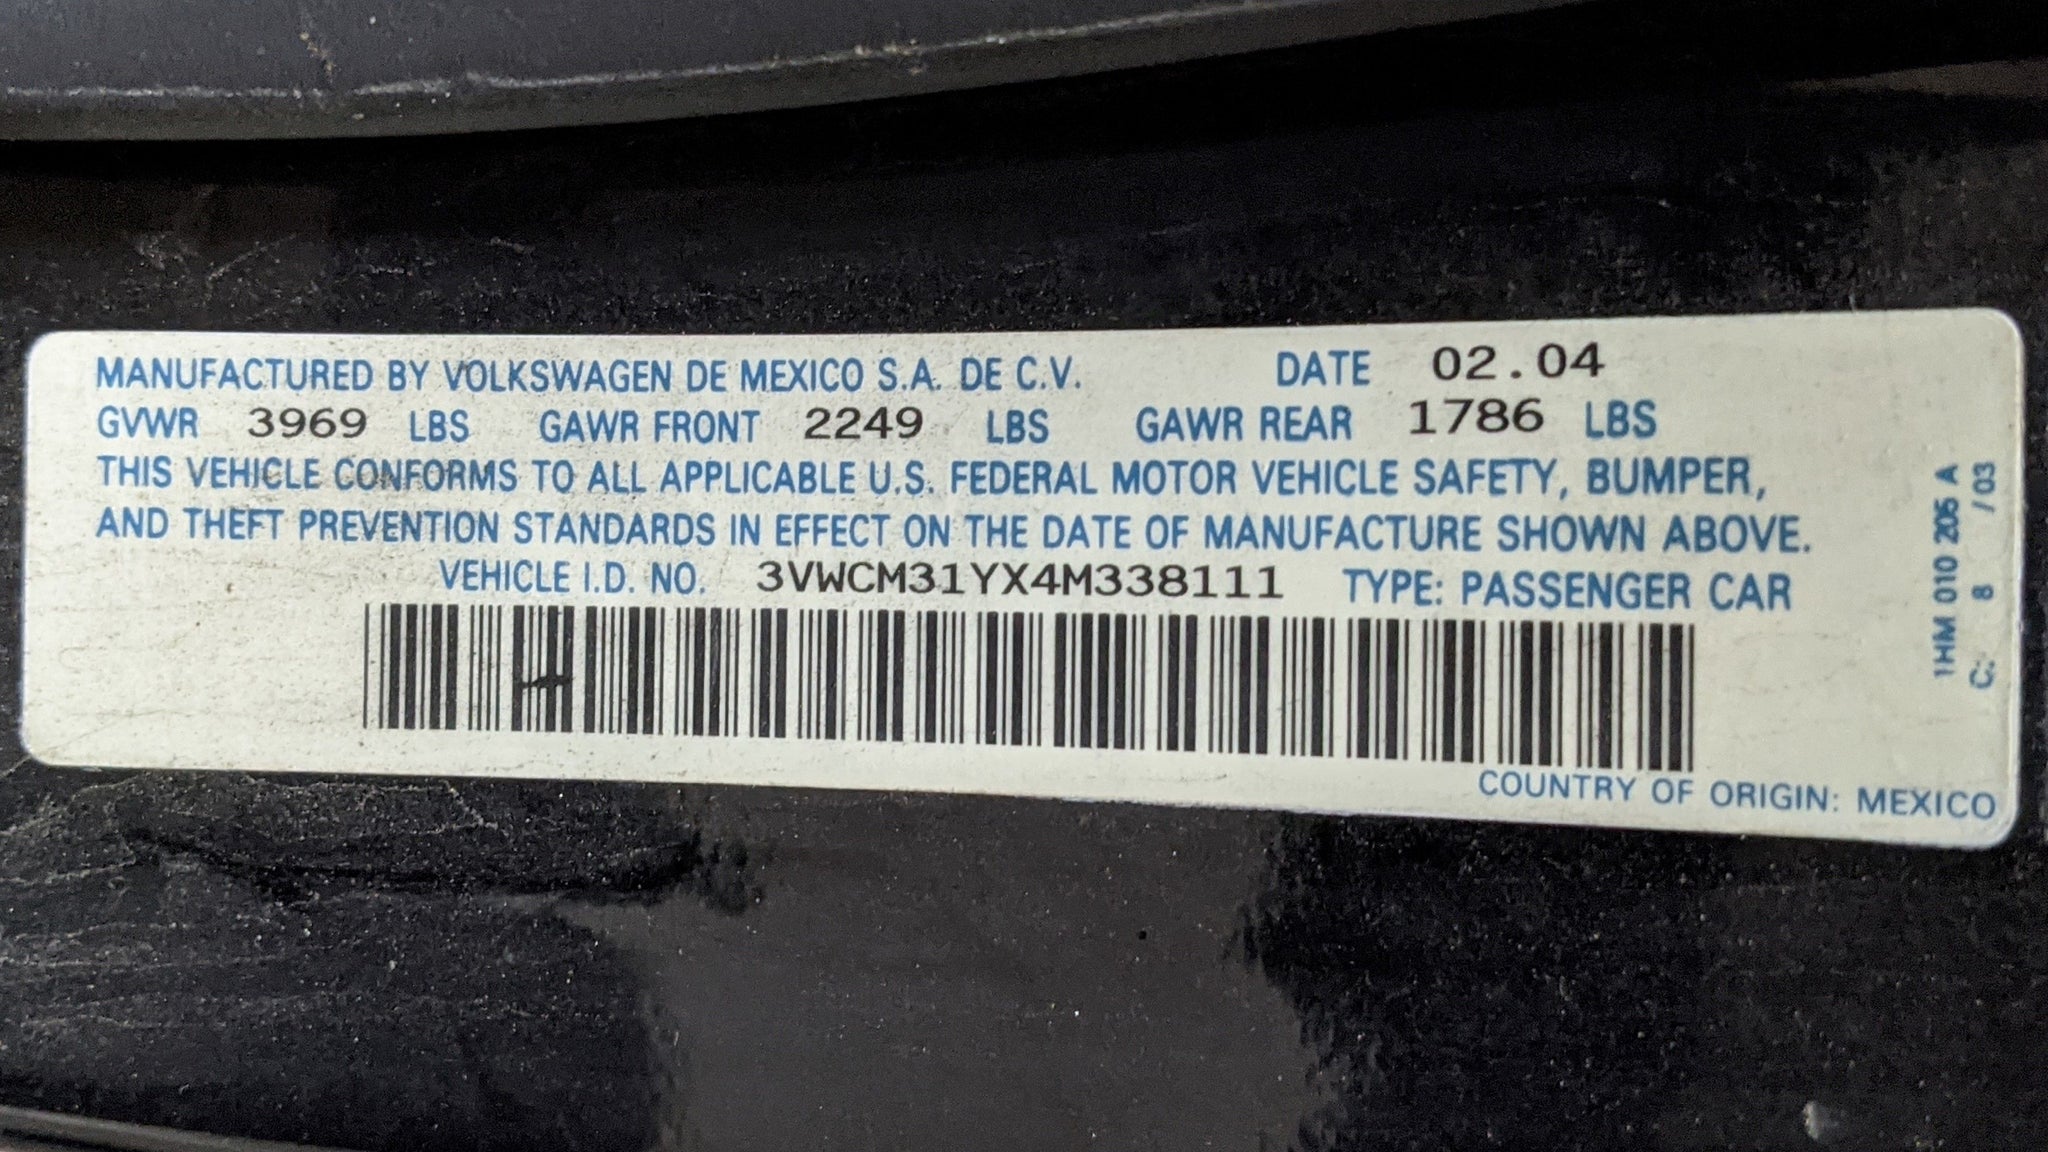 MANUFACTURED BY VOLKSWAGEN DE MEXICO S.A. DE C.V. DATE 02.04
GVWR 3969 LBS GAWR FRONT 2249 LBS GAWR REAR 1786 LBS
THIS VEHICLE CONFORMS TO ALL APPLICABLE U.S. FEDERAL MOTOR VEHICLE SAFETY, BUMPER,
AND THEFT PREVENTION STANDARDS IN EFFECT ON THE DATE OF MANUFACTURE SHOWN ABOVE.
VEHICLE I.D. NO. 3VWCM31YX4M338111 TYPE: PASSENGER CAR
COUNTRY OF ORIGIN: MEXICO
1HM 010 205 A
8 /03